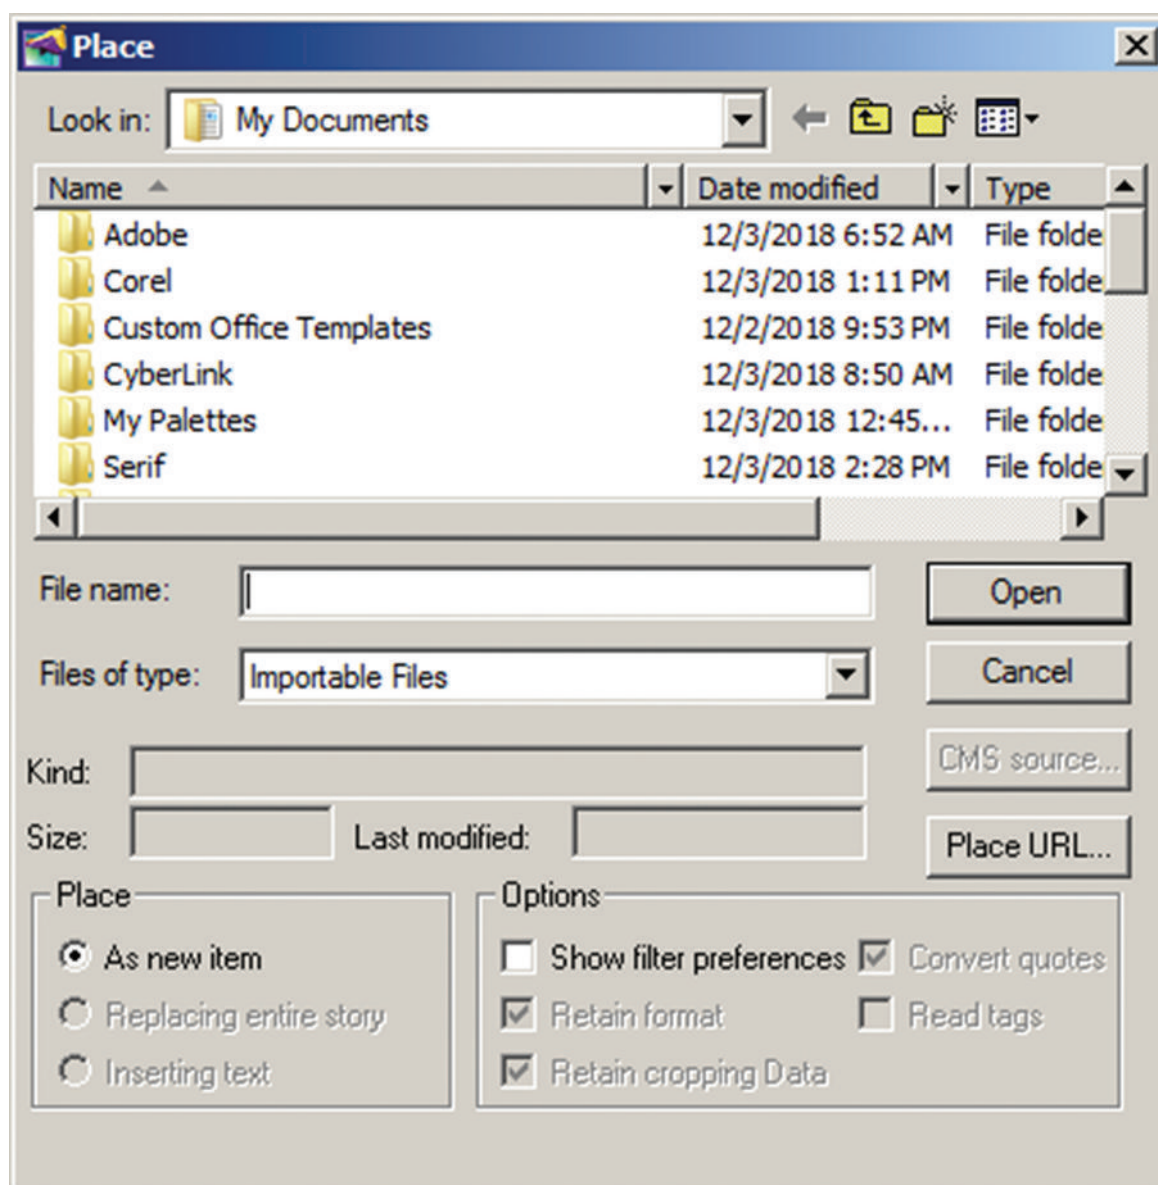 Place
Look in: My Documents
Name Date modified Type
Adobe 12/3/2018 6:52 AM File folde
Corel 12/3/2018 1:11 PM File folde
Custom Office Templates 12/2/2018 9:53 PM File folde
CyberLink 12/3/2018 8:50 AM File folde
My Palettes 12/3/2018 12:45... File folde
Serif 12/3/2018 2:28 PM File folde
File name: Open
Files of type: Importable Files Cancel
Kind: CMS source...
Size: Last modified: Place URL...
Place Options
As new item Show filter preferences Convert quotes
Replacing entire story Retain format Read tags
Inserting text Retain cropping Data